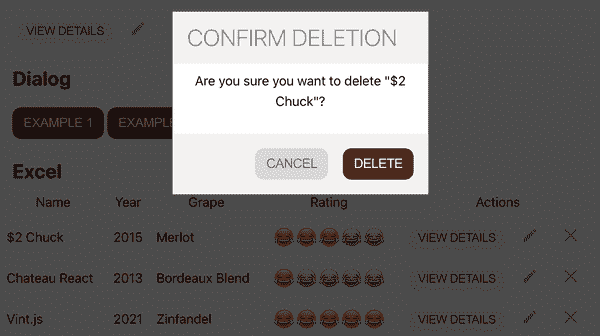 VIEW DETAILS
CONFIRM DELETION
Are you sure you want to delete "$2
Chuck"?
CANCEL DELETE
Dialog
EXAMPLE 1 EXAMPLE
Excel
Name Year Grape Rating Actions
$2 Chuck 2015 Merlot VIEW DETAILS
Chateau React 2013 Bordeaux Blend VIEW DETAILS
Vint.js 2021 Zinfandel VIEW DETAILS